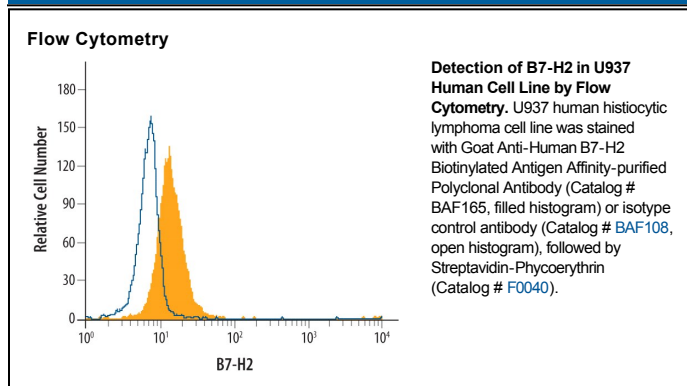 Flow Cytometry
180
150
120
90
60
30
0
Relative Cell Number
10⁰
10¹
10²
10³
10⁴
B7-H2
Detection of B7-H2 in U937
Human Cell Line by Flow
Cytometry. U937 human histiocytic
lymphoma cell line was stained
with Goat Anti-Human B7-H2
Biotinylated Antigen Affinity-purified
Polyclonal Antibody (Catalog #
BAF165, filled histogram) or isotype
control antibody (Catalog # BAF108,
open histogram), followed by
Streptavidin-Phycoerythrin
(Catalog # F0040).